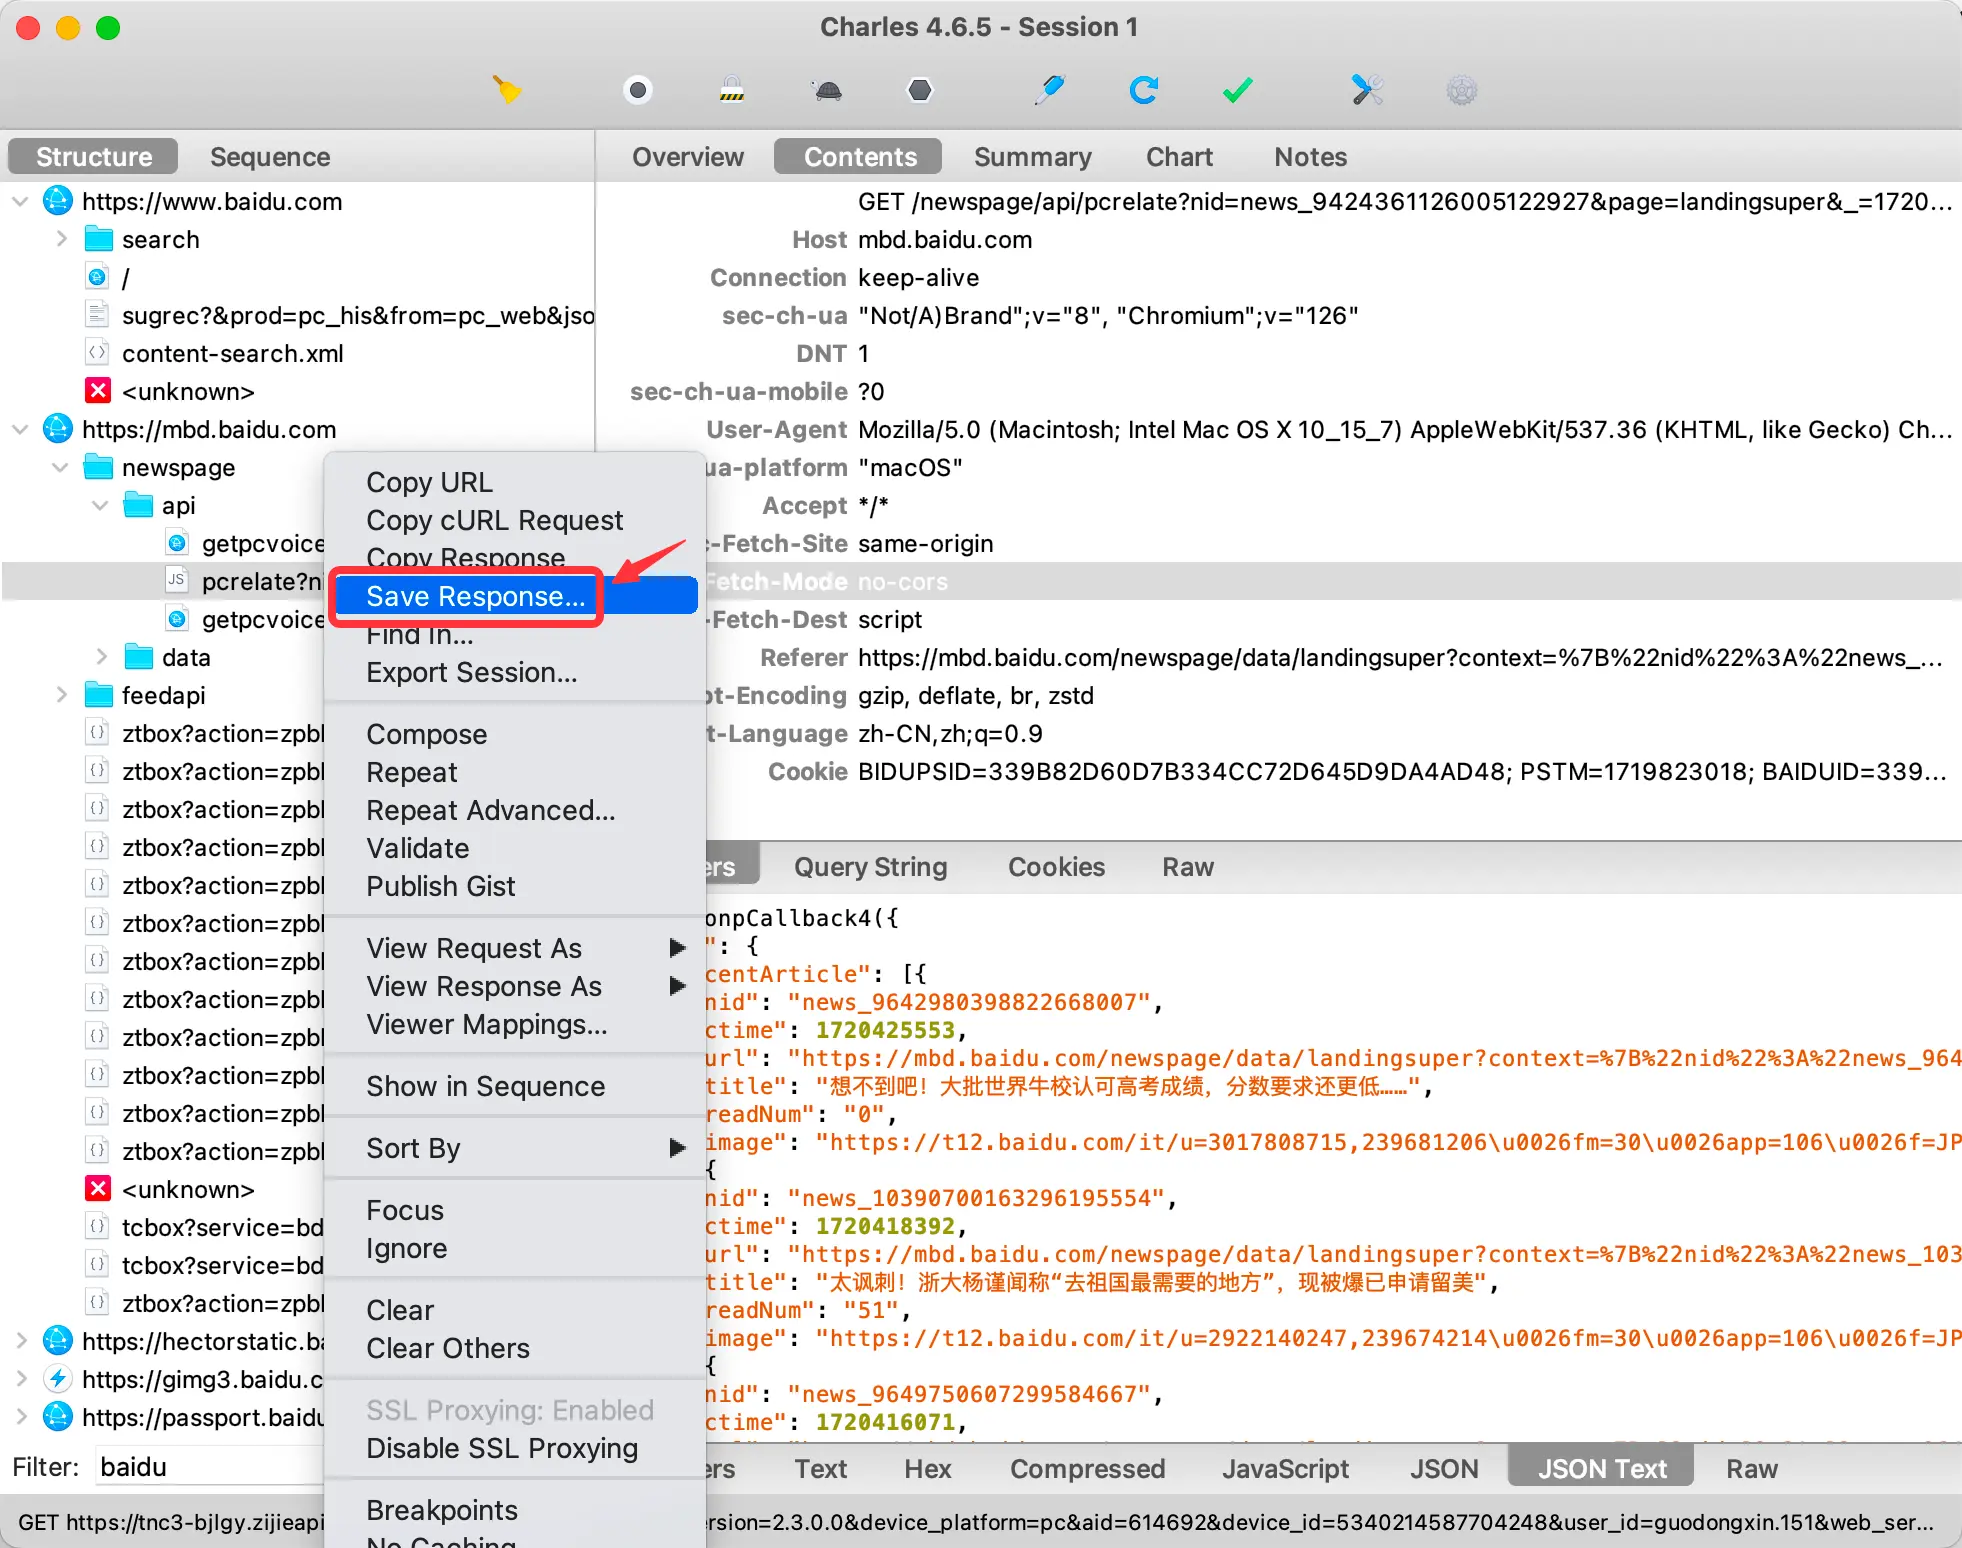 Charles 4.6.5 - Session 1
Structure
Sequence
Overview
Contents
Summary
Chart
Notes
https://www.baidu.com
search
/
sugrec?&prod=pc_his&from=pc_web&jso
content-search.xml
<unknown>
https://mbd.baidu.com
newspage
api
getpcvoice
pcrelate?n
getpcvoice
data
feedapi
ztbox?action=zpbl
ztbox?action=zpbl
ztbox?action=zpbl
ztbox?action=zpbl
ztbox?action=zpbl
ztbox?action=zpbl
ztbox?action=zpbl
ztbox?action=zpbl
ztbox?action=zpbl
ztbox?action=zpbl
ztbox?action=zpbl
ztbox?action=zpbl
<unknown>
tcbox?service=bd
tcbox?service=bd
ztbox?action=zpbl
https://hectorstatic.ba
https://gimg3.baidu.c
https://passport.baidu
Filter: baidu
Copy URL
Copy cURL Request
Copy Response
Save Response...
Find In...
Export Session...
Compose
Repeat
Repeat Advanced...
Validate
Publish Gist
View Request As
View Response As
Viewer Mappings...
Show in Sequence
Sort By
Focus
Ignore
Clear
Clear Others
SSL Proxying: Enabled
Disable SSL Proxying
Breakpoints
No Caching
GET /newspage/api/pcrelate?nid=news_9424361126005122927&page=landingsuper&_=1720...
Host mbd.baidu.com
Connection keep-alive
sec-ch-ua "Not/A)Brand";v="8", "Chromium";v="126"
DNT 1
sec-ch-ua-mobile ?0
User-Agent Mozilla/5.0 (Macintosh; Intel Mac OS X 10_15_7) AppleWebKit/537.36 (KHTML, like Gecko) Ch...
ua-platform "macOS"
Accept */*
c-Fetch-Site same-origin
Fetch-Mode no-cors
-Fetch-Dest script
Referer https://mbd.baidu.com/newspage/data/landingsuper?context=%7B%22nid%22%3A%22news_...
pt-Encoding gzip, deflate, br, zstd
t-Language zh-CN,zh;q=0.9
Cookie BIDUPSID=339B82D60D7B334CC72D645D9DA4AD48; PSTM=1719823018; BAIDUID=339...
ers
Query String
Cookies
Raw
onpCallback4({
": {
centArticle": [{
nid": "news_9642980398822668007",
ctime": 1720425553,
url": "https://mbd.baidu.com/newspage/data/landingsuper?context=%7B%22nid%22%3A%22news_964
title": "想不到吧！大批世界牛校认可高考成绩，分数要求还更低……",
readNum": "0",
image": "https://t12.baidu.com/it/u=3017808715,239681206\u0026fm=30\u0026app=106\u0026f=JP
{
nid": "news_10390700163296195554",
ctime": 1720418392,
url": "https://mbd.baidu.com/newspage/data/landingsuper?context=%7B%22nid%22%3A%22news_103
title": "太讽刺！浙大杨谨闻称“去祖国最需要的地方”，现被爆已申请留美",
readNum": "51",
image": "https://t12.baidu.com/it/u=2922140247,239674214\u0026fm=30\u0026app=106\u0026f=JP
{
nid": "news_9649750607299584667",
ctime": 1720416071,
ers
Text
Hex
Compressed
JavaScript
JSON
JSON Text
Raw
GET https://tnc3-bjlgy.zijieapi
rsion=2.3.0.0&device_platform=pc&aid=614692&device_id=5340214587704248&user_id=guodongxin.151&web_ser...